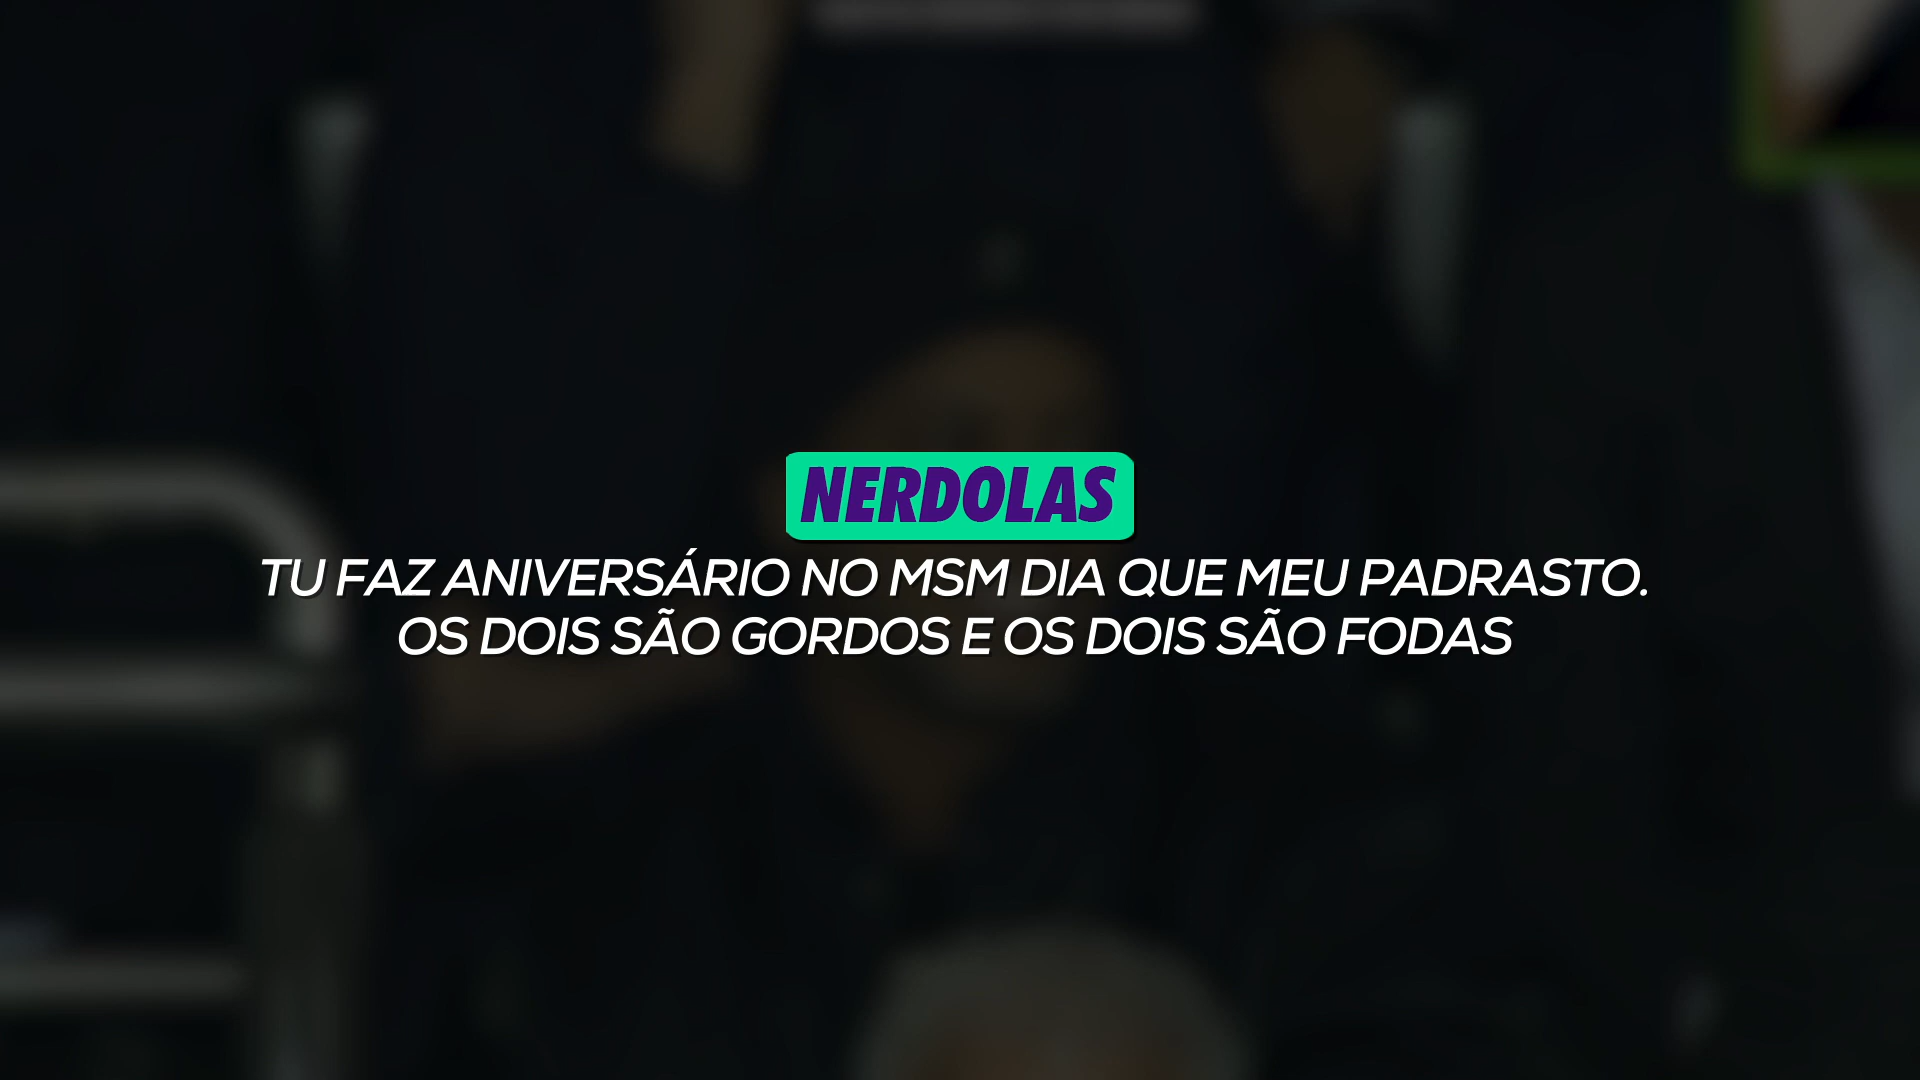 NERDOLAS
TU FAZ ANIVERSÁRIO NO MSM DIA QUE MEU PADRASTO.
OS DOIS SÃO GORDOS E OS DOIS SÃO FODAS